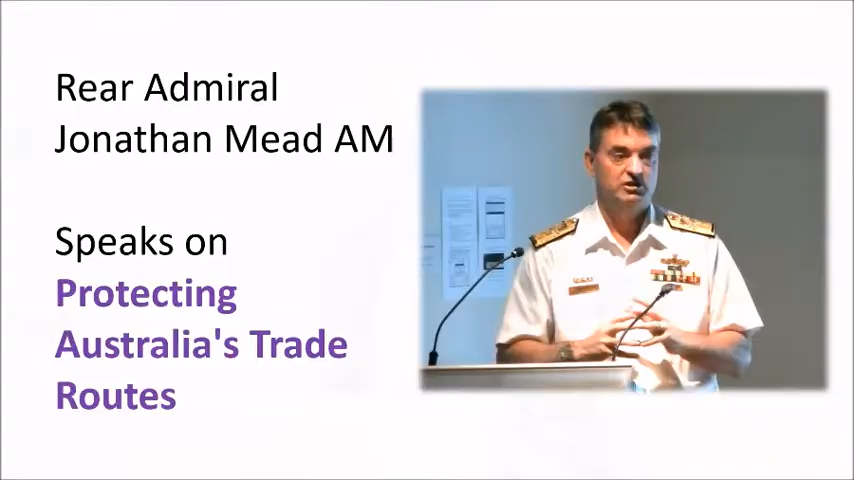 Rear Admiral
Jonathan Mead AM
Speaks on
Protecting
Australia's Trade
Routes